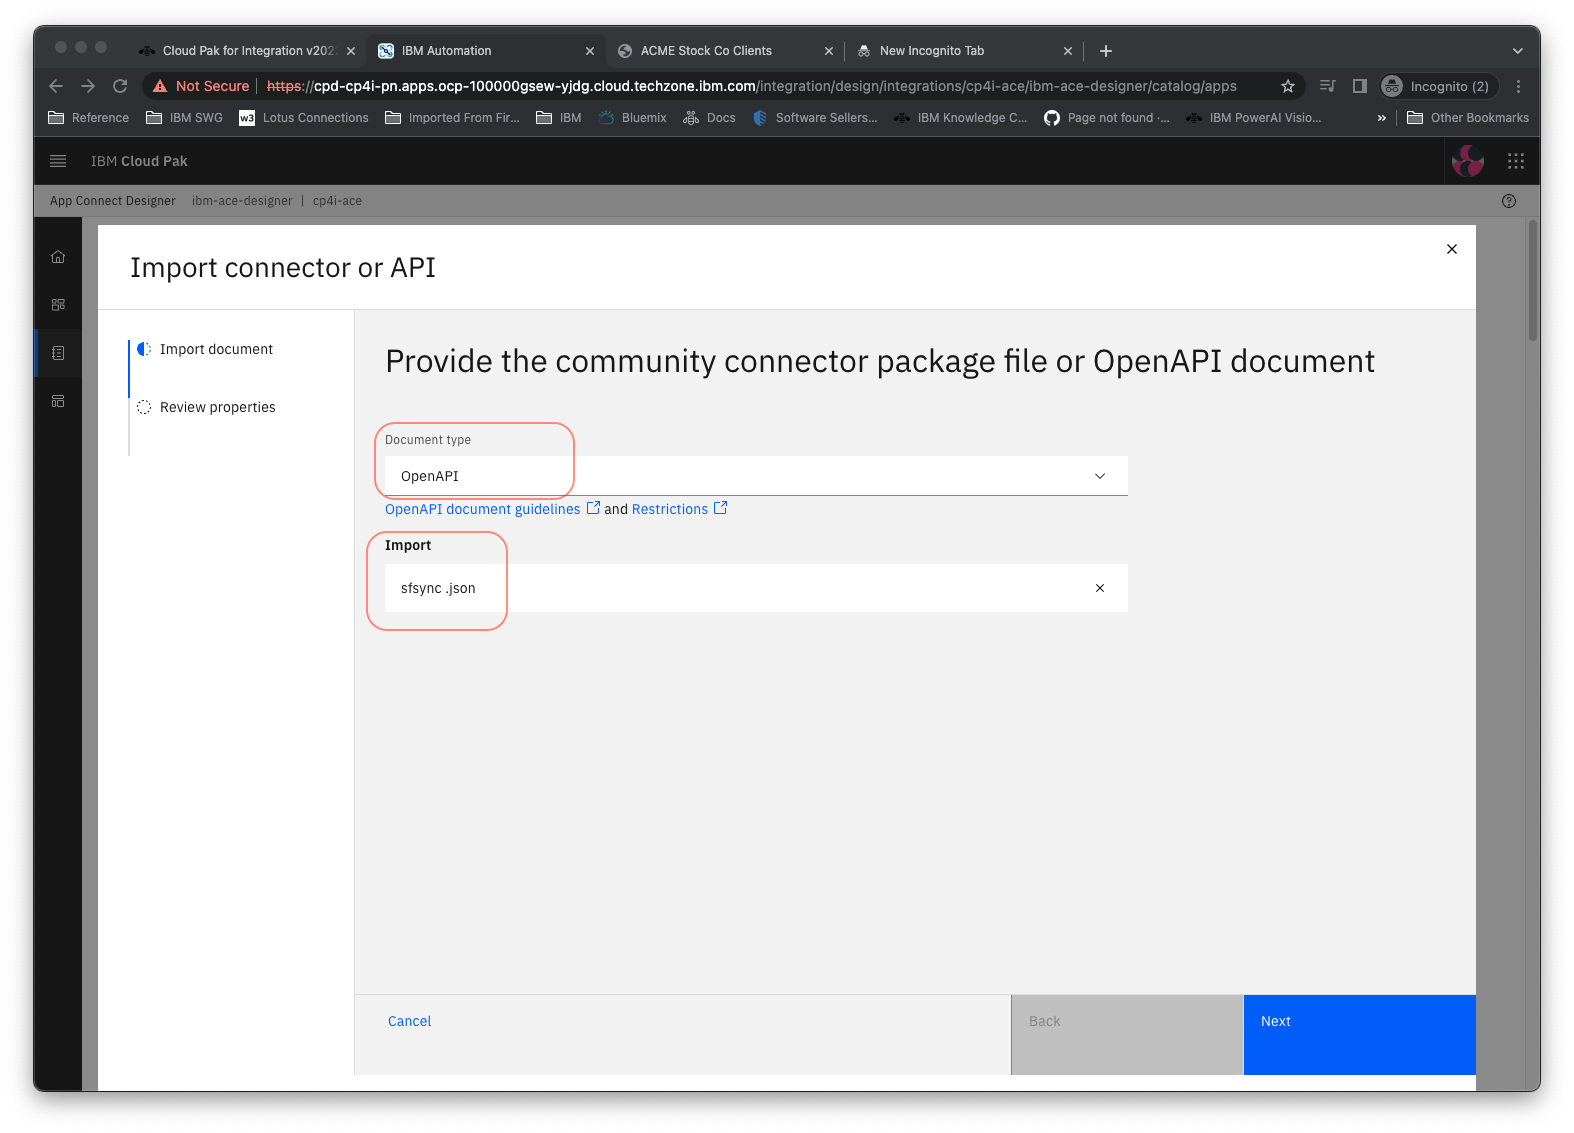 Cloud Pak for Integration v202
IBM Automation
ACME Stock Co Clients
New Incognito Tab
Not Secure https://cpd-cp4i-pn.apps.ocp-100000gsew-yjdg.cloud.techzone.ibm.com/integration/design/integrations/cp4i-ace/ibm-ace-designer/catalog/apps Incognito (2)
Reference IBM SWG w3 Lotus Connections Imported From Fir... IBM Bluemix Docs Software Sellers... IBM Knowledge C... Page not found ·... IBM PowerAI Visio... » Other Bookmarks
IBM Cloud Pak
App Connect Designer ibm-ace-designer | cp4i-ace
Import connector or API
Import document
Review properties
Provide the community connector package file or OpenAPI document
Document type
OpenAPI
OpenAPI document guidelines and Restrictions
Import
sfsync .json
Cancel
Back
Next